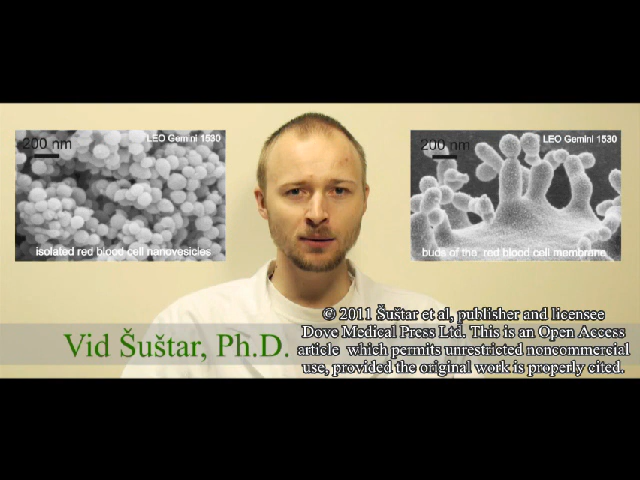 200 nm
LEO Gemini 1530
isolated red blood cell nanovesicles
200 nm
LEO Gemini 1530
buds of the red blood cell membrane
Vid Šuštar, Ph.D.
© 2011 Šuštar et al, publisher and licensee
Dove Medical Press Ltd. This is an Open Access
article which permits unrestricted noncommercial
use, provided the original work is properly cited.